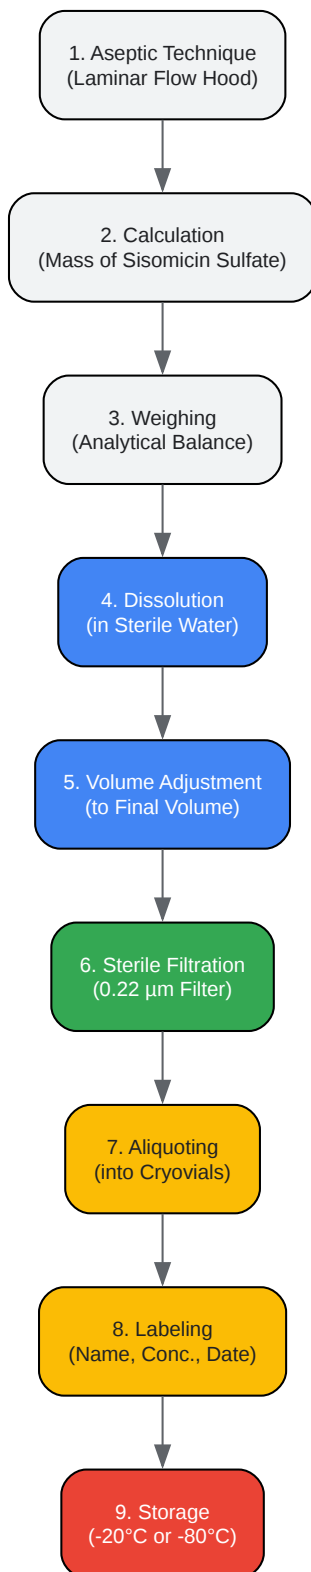 1. Aseptic Technique
(Laminar Flow Hood)
2. Calculation
(Mass of Sisomicin Sulfate)
3. Weighing
(Analytical Balance)
4. Dissolution
(in Sterile Water)
5. Volume Adjustment
(to Final Volume)
6. Sterile Filtration
(0.22 µm Filter)
7. Aliquoting
(into Cryovials)
8. Labeling
(Name, Conc., Date)
9. Storage
(-20°C or -80°C)